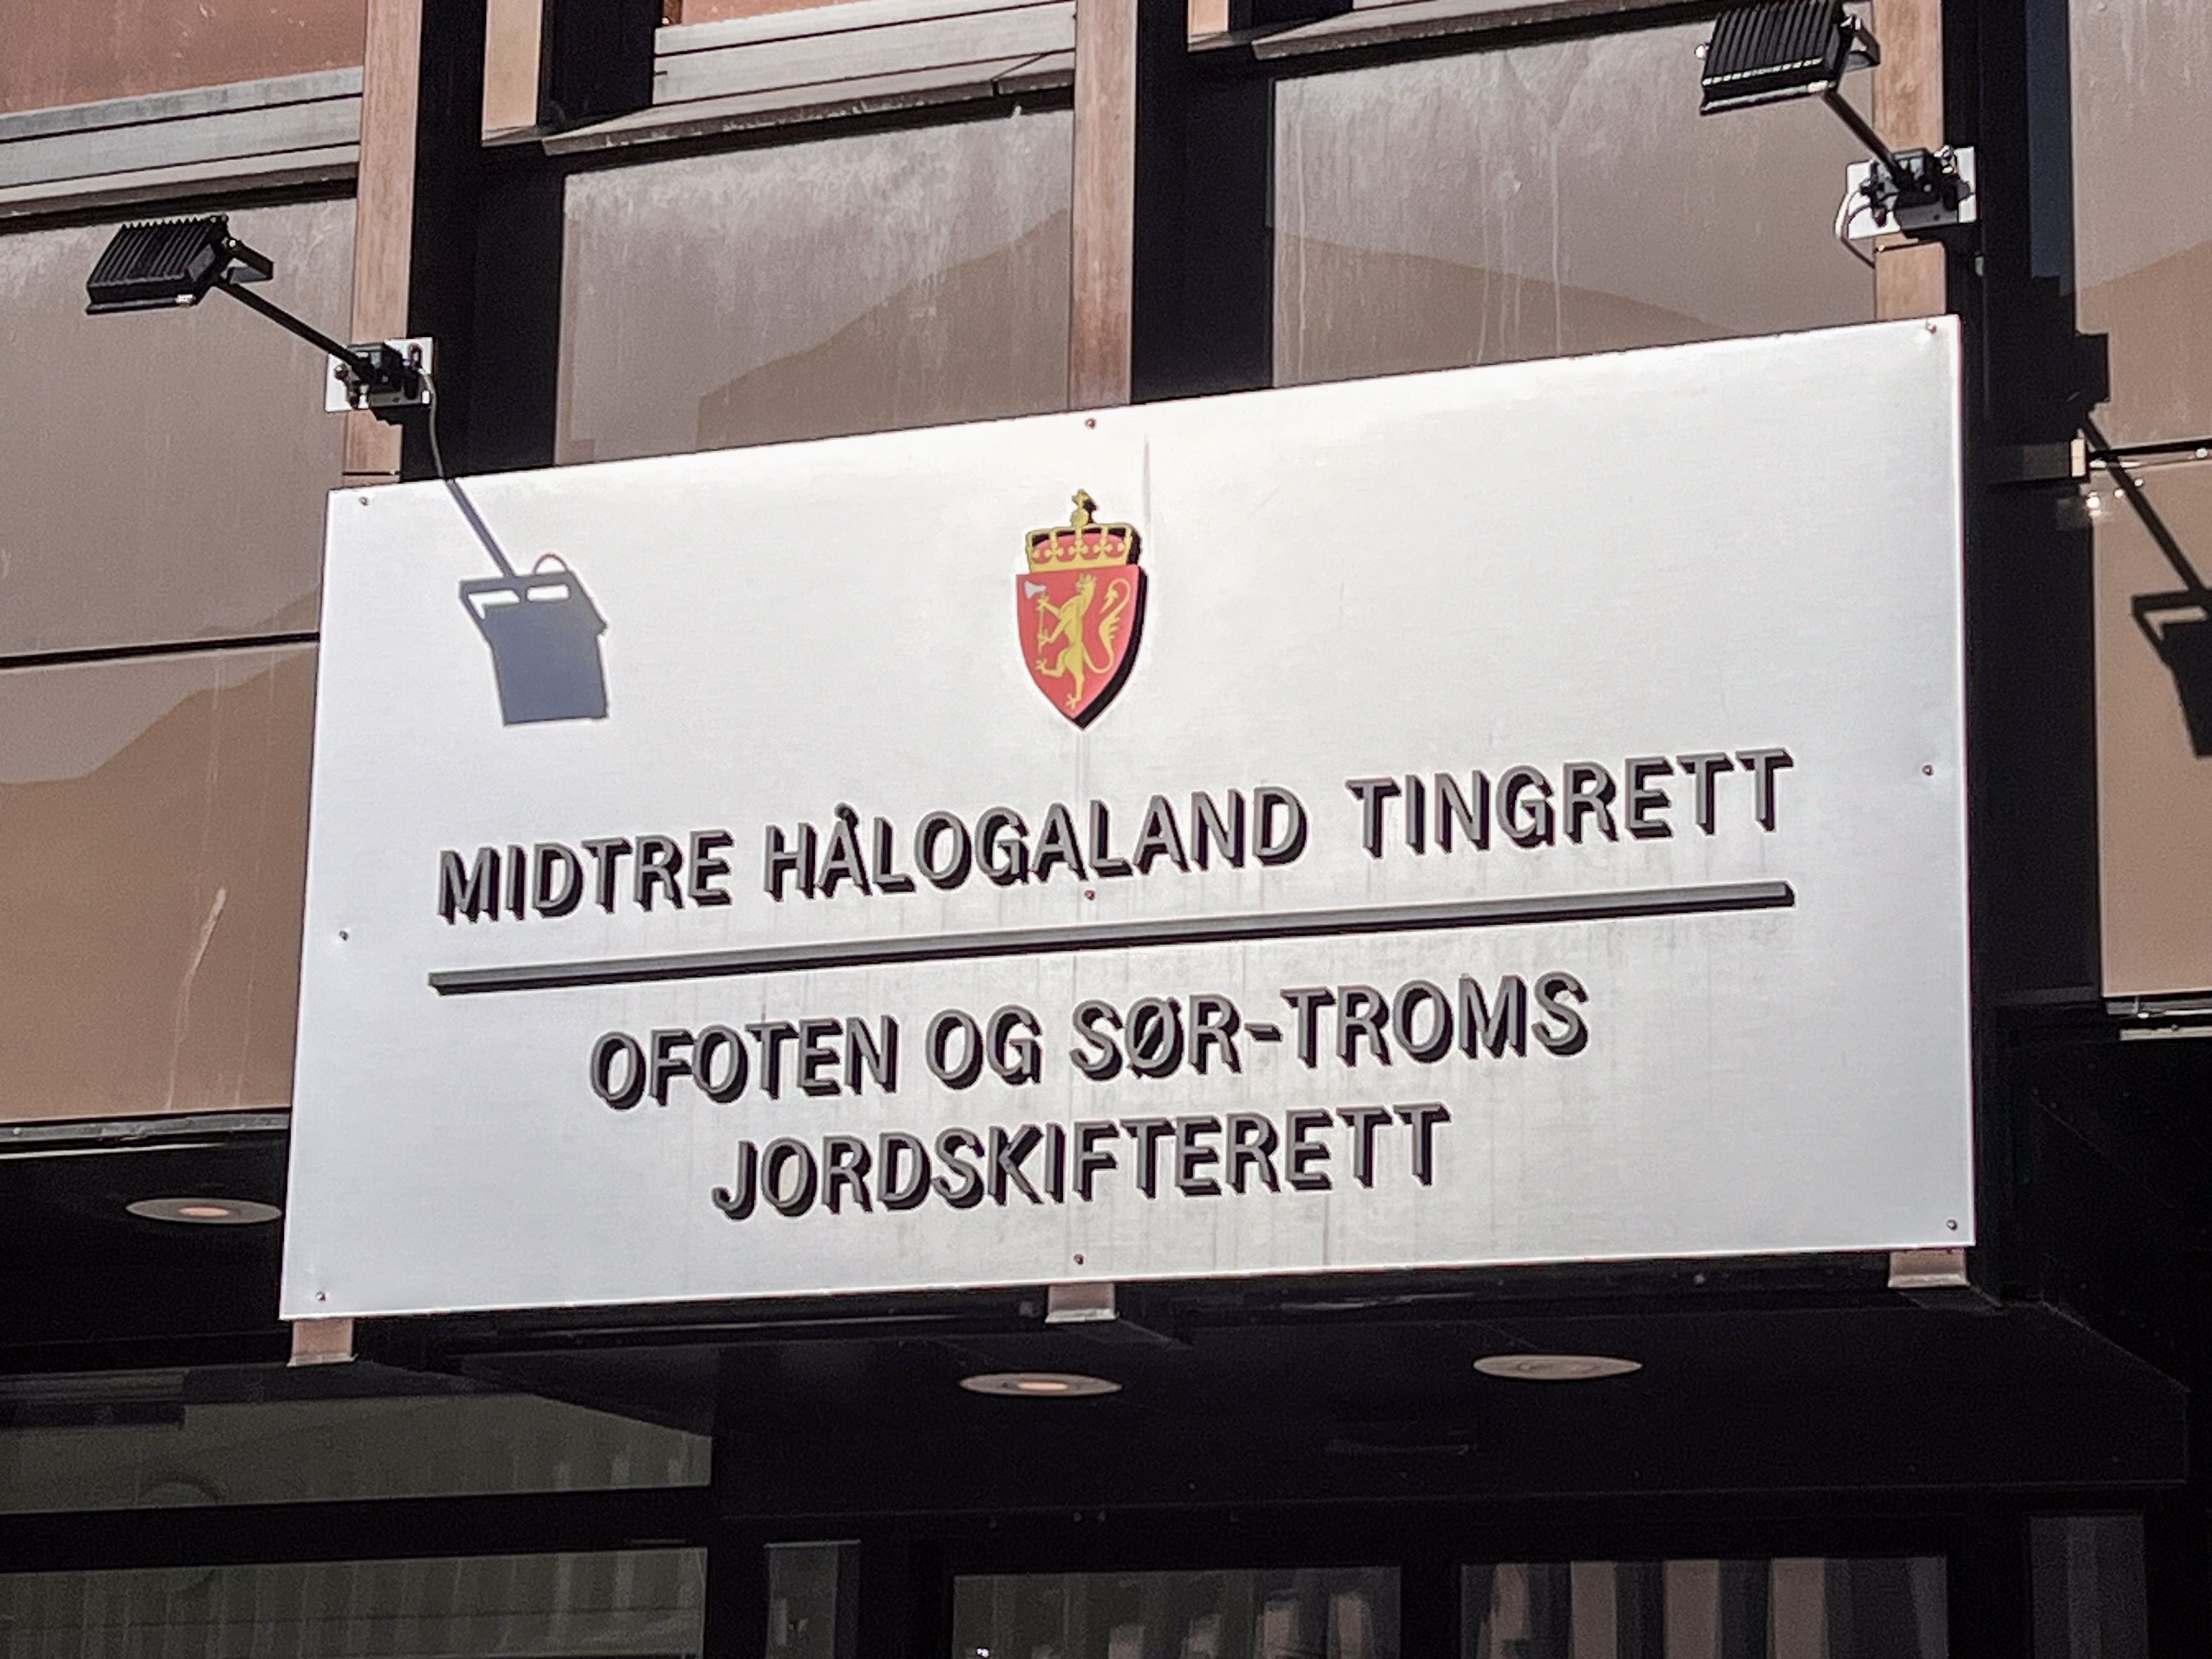 MIDTRE HÅLOGALAND TINGRETT
OFOTEN OG SØR-TROMS
JORDSKIFTERETT